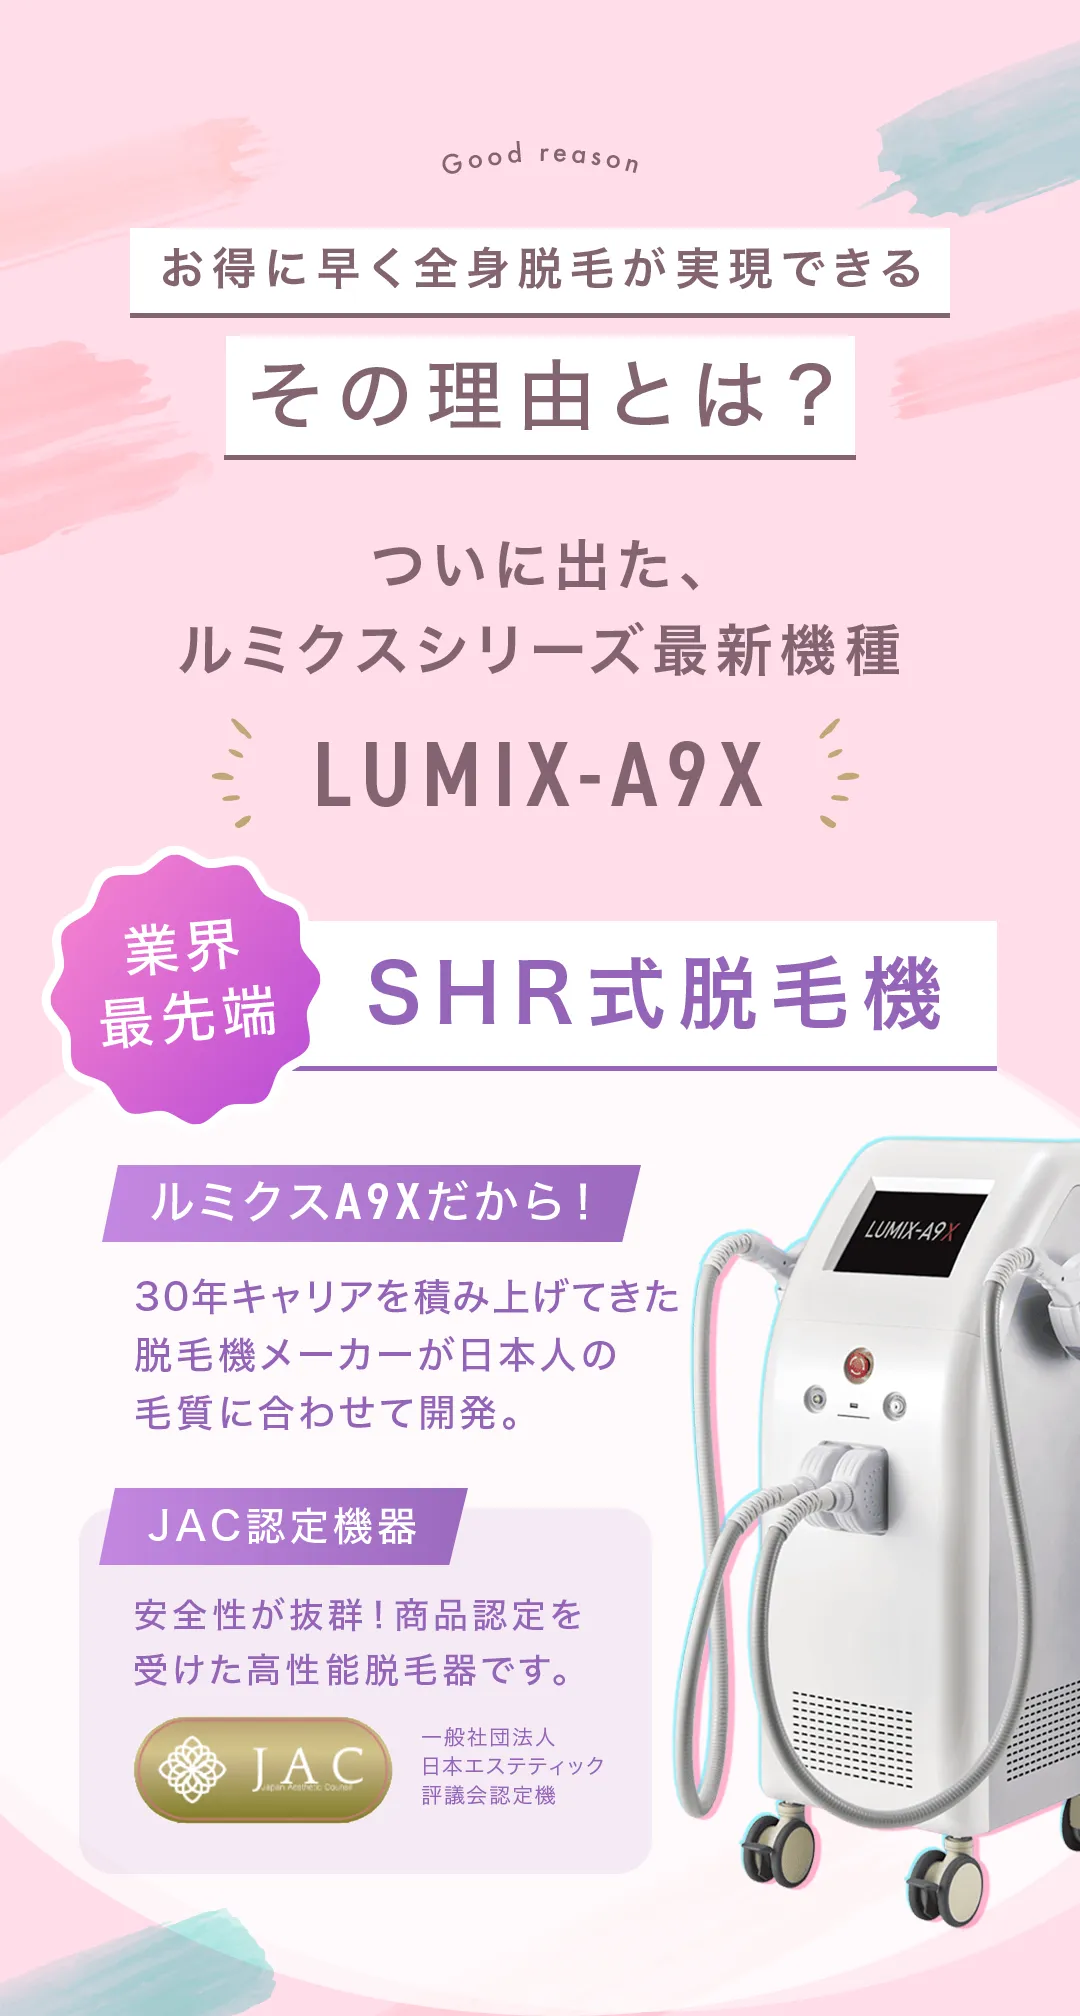 Good reason
お得に早く全身脱毛が実現できる
その理由とは？
ついに出た、
ルミクスシリーズ最新機種
LUMIX-A9X
業界
最先端
SHR式脱毛機
LUMIX-A9X
ルミクスA9Xだから！
30年キャリアを積み上げてきた
脱毛機メーカーが日本人の
毛質に合わせて開発。
JAC認定機器
安全性が抜群！商品認定を
受けた高性能脱毛器です。
JAC
Japan Aesthetic Council
一般社団法人
日本エステティック
評議会認定機